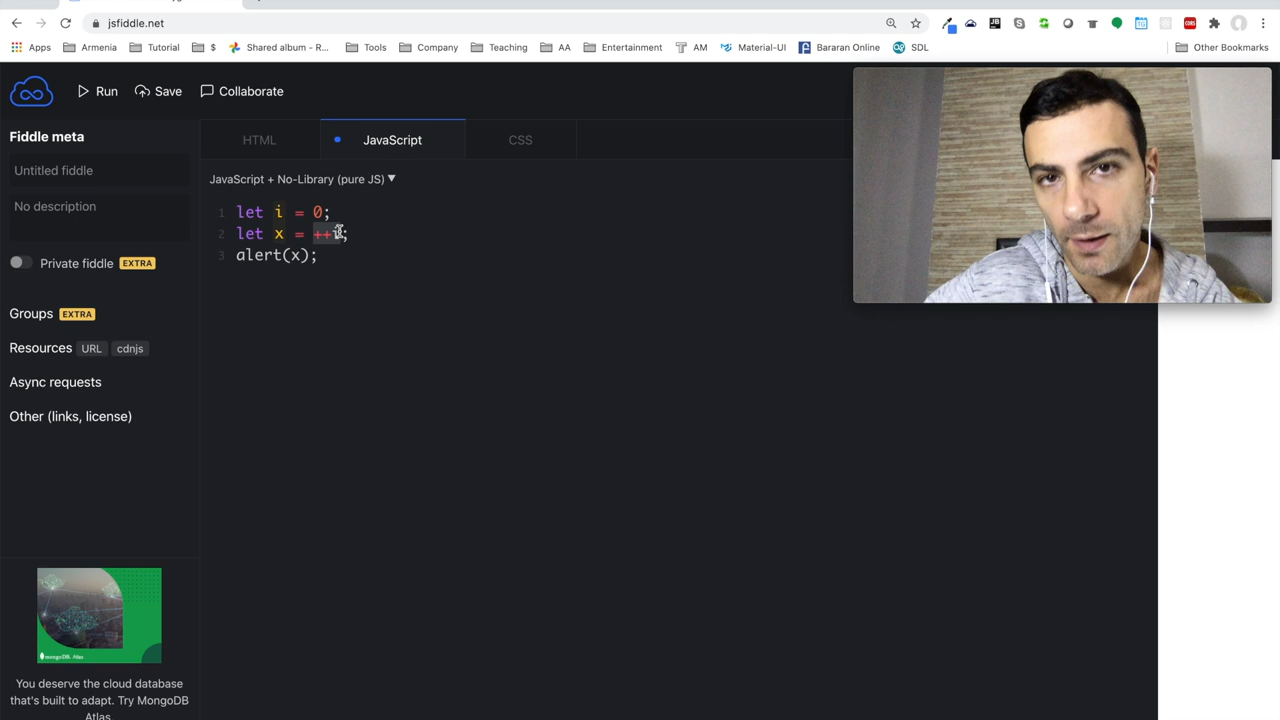 jsfiddle.net
Apps Armenia Tutorial $ Shared album - R... Tools Company Teaching AA Entertainment AM Material-UI Bararan Online SDL Other Bookmarks
Run Save Collaborate
Fiddle meta
Untitled fiddle
No description
Private fiddle EXTRA
Groups EXTRA
Resources URL cdnjs
Async requests
Other (links, license)
HTML JavaScript CSS
JavaScript + No-Library (pure JS)
1 let i = 0;
2 let x = ++i;
3 alert(x);
mongoDB. Atlas
You deserve the cloud database
that's built to adapt. Try MongoDB
Atlas.